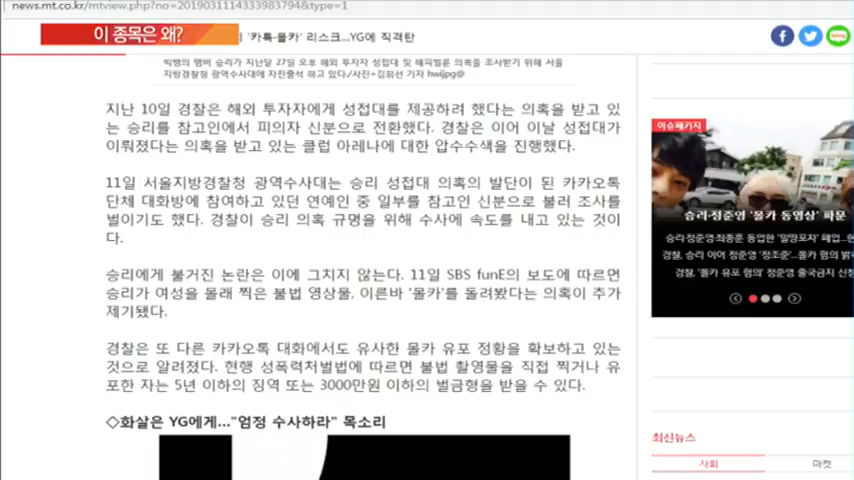 news.mt.co.kr/mtview.php?no=2019031114333983794&type=1
이 종목은 왜?
'카톡·몰카' 리스크...YG에 직격탄
빅뱅의 멤버 승리가 지난달 27일 오후 해외 투자자 성접대 및 해피벌룬 의혹을 조사받기 위해 서울
지방경찰청 광역수사대에 자진출석 하고 있다./사진=김휘선 기자 hwijpg@
지난 10일 경찰은 해외 투자자에게 성접대를 제공하려 했다는 의혹을 받고 있
는 승리를 참고인에서 피의자 신분으로 전환했다. 경찰은 이어 이날 성접대가
이뤄졌다는 의혹을 받고 있는 클럽 아레나에 대한 압수수색을 진행했다.
11일 서울지방경찰청 광역수사대는 승리 성접대 의혹의 발단이 된 카카오톡
단체 대화방에 참여하고 있던 연예인 중 일부를 참고인 신분으로 불러 조사를
벌이기도 했다. 경찰이 승리 의혹 규명을 위해 수사에 속도를 내고 있는 것이
다.
승리에게 불거진 논란은 이에 그치지 않는다. 11일 SBS funE의 보도에 따르면
승리가 여성을 몰래 찍은 불법 영상물, 이른바 '몰카'를 돌려봤다는 의혹이 추가
제기됐다.
경찰은 또 다른 카카오톡 대화에서도 유사한 몰카 유포 정황을 확보하고 있는
것으로 알려졌다. 현행 성폭력처벌법에 따르면 불법 촬영물을 직접 찍거나 유
포한 자는 5년 이하의 징역 또는 3000만원 이하의 벌금형을 받을 수 있다.
◇화살은 YG에게..."엄정 수사하라" 목소리
이슈패키지
승리·정준영 '몰카 동영상' 파문
승리·정준영·최종훈 동업한 '밀땅포차' 폐업...현
경찰, 승리 이어 정준영 '정조준'...몰카 의혹 밝
경찰, '몰카 유포 혐의' 정준영 출국금지 신청
최신뉴스
사회
마켓